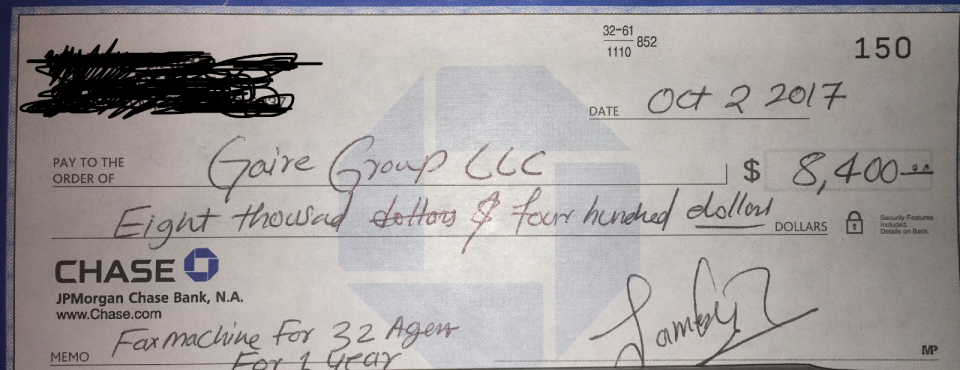 32-61
1110 852
150
DATE Oct 2 2017
PAY TO THE
ORDER OF Gaire Group LLC $ 8,400.00
Eight thousad dollars & four hundred dollars DOLLARS
Security Features
Included.
Details on Back.
CHASE
JPMorgan Chase Bank, N.A.
www.Chase.com
MEMO Faxmachine For 32 Agent
For 1 year
MP